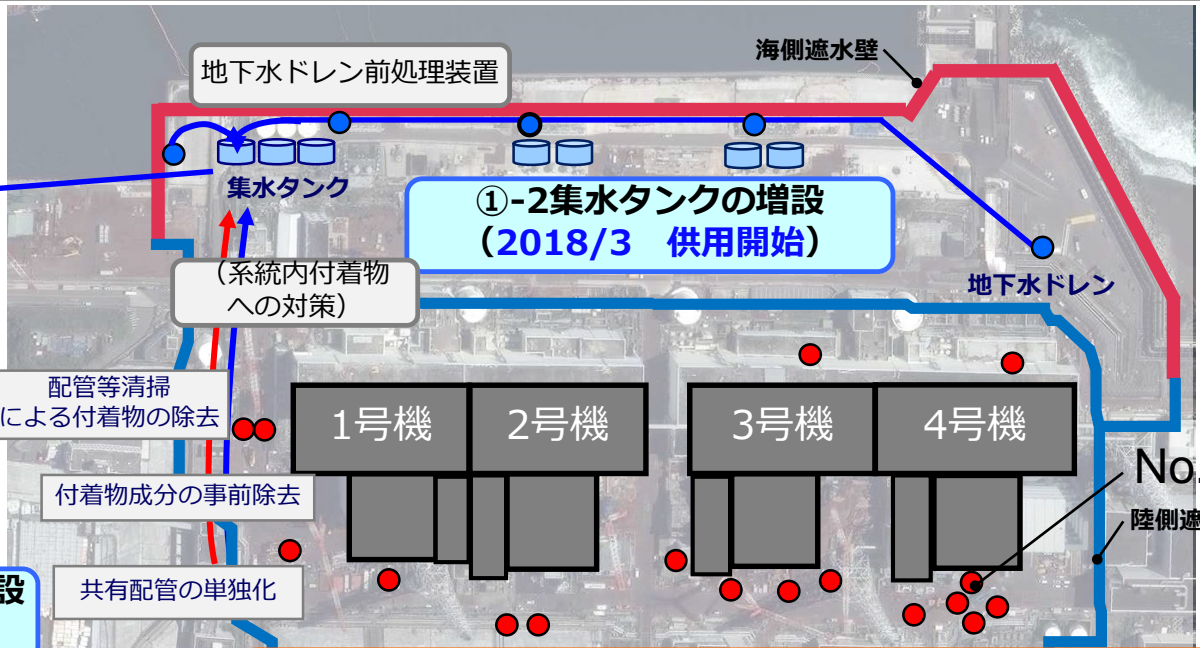 海側遮水壁
地下水ドレン前処理装置
集水タンク
①-2集水タンクの増設
（2018/3　供用開始）
（系統内付着物
への対策）
地下水ドレン
配管等清掃
による付着物の除去
1号機
2号機
3号機
4号機
No.
付着物成分の事前除去
陸側遮
設
共有配管の単独化